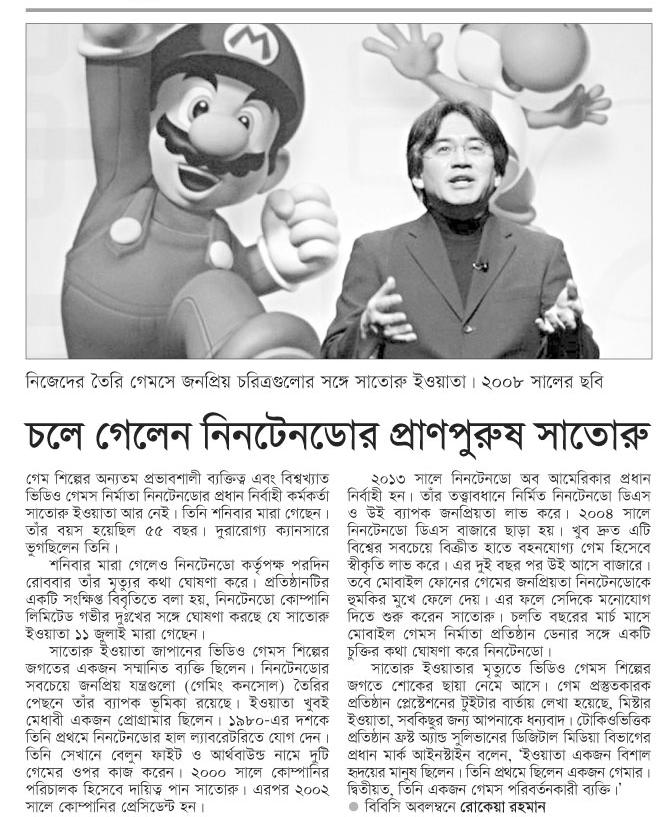 নিজেদের তৈরি গেমসে জনপ্রিয় চরিত্রগুলোর সঙ্গে সাতোরু ইওয়াতা। ২০০৮ সালের ছবি
চলে গেলেন নিনটেনডোর প্রাণপুরুষ সাতোরু
গেম শিল্পের অন্যতম প্রভাবশালী ব্যক্তিত্ব এবং বিশ্বখ্যাত
ভিডিও গেমস নির্মাতা নিনটেনডোর প্রধান নির্বাহী কর্মকর্তা
সাতোরু ইওয়াতা আর নেই। তিনি শনিবার মারা গেছেন।
তাঁর বয়স হয়েছিল ৫৫ বছর। দুরারোগ্য ক্যানসারে
ভুগছিলেন তিনি।
শনিবার মারা গেলেও নিনটেনডো কর্তৃপক্ষ পরদিন
রোববার তাঁর মৃত্যুর কথা ঘোষণা করে। প্রতিষ্ঠানটির
একটি সংক্ষিপ্ত বিবৃতিতে বলা হয়, নিনটেনডো কোম্পানি
লিমিটেড গভীর দুঃখের সঙ্গে ঘোষণা করছে যে সাতোরু
ইওয়াতা ১১ জুলাই মারা গেছেন।
সাতোরু ইওয়াতা জাপানের ভিডিও গেমস শিল্পের
জগতের একজন সম্মানিত ব্যক্তি ছিলেন। নিনটেনডোর
সবচেয়ে জনপ্রিয় যন্ত্রগুলো (গেমিং কনসোল) তৈরির
পেছনে তাঁর ব্যাপক ভূমিকা রয়েছে। ইওয়াতা খুবই
মেধাবী একজন প্রোগ্রামার ছিলেন। ১৯৮০-এর দশকে
তিনি প্রথমে নিনটেনডোর হাল ল্যাবরেটরিতে যোগ দেন।
তিনি সেখানে বেলুন ফাইট ও আর্থবাউন্ড নামে দুটি
গেমের ওপর কাজ করেন। ২০০০ সালে কোম্পানির
পরিচালক হিসেবে দায়িত্ব পান সাতোরু। এরপর ২০০২
সালে কোম্পানির প্রেসিডেন্ট হন।
২০১৩ সালে নিনটেনডো অব আমেরিকার প্রধান
নির্বাহী হন। তাঁর তত্ত্বাবধানে নির্মিত নিনটেনডো ডিএস
ও উই ব্যাপক জনপ্রিয়তা লাভ করে। ২০০৪ সালে
নিনটেনডো ডিএস বাজারে ছাড়া হয়। খুব দ্রুত এটি
বিশ্বের সবচেয়ে বিক্রীত হাতে বহনযোগ্য গেম হিসেবে
স্বীকৃতি লাভ করে। এর দুই বছর পর উই আসে বাজারে।
তবে মোবাইল ফোনের গেমের জনপ্রিয়তা নিনটেনডোকে
হুমকির মুখে ফেলে দেয়। এর ফলে সেদিকে মনোযোগ
দিতে শুরু করেন সাতোরু। চলতি বছরের মার্চ মাসে
মোবাইল গেমস নির্মাতা প্রতিষ্ঠান ডেনার সঙ্গে একটি
চুক্তির কথা ঘোষণা করে নিনটেনডো।
সাতোরু ইওয়াতার মৃত্যুতে ভিডিও গেমস শিল্পের
জগতে শোকের ছায়া নেমে আসে। গেম প্রস্তুতকারক
প্রতিষ্ঠান প্লেস্টেশনের টুইটার বার্তায় লেখা হয়েছে, মিস্টার
ইওয়াতা, সবকিছুর জন্য আপনাকে ধন্যবাদ। টোকিওভিত্তিক
প্রতিষ্ঠান ফ্রস্ট অ্যান্ড সুলিভানের ডিজিটাল মিডিয়া বিভাগের
প্রধান মার্ক আইনস্টাইন বলেন, ‘ইওয়াতা একজন বিশাল
হৃদয়ের মানুষ ছিলেন। তিনি প্রথমে ছিলেন একজন গেমার।
দ্বিতীয়ত, তিনি একজন গেমস পরিবর্তনকারী ব্যক্তি।’
● বিবিসি অবলম্বনে রোকেয়া রহমান